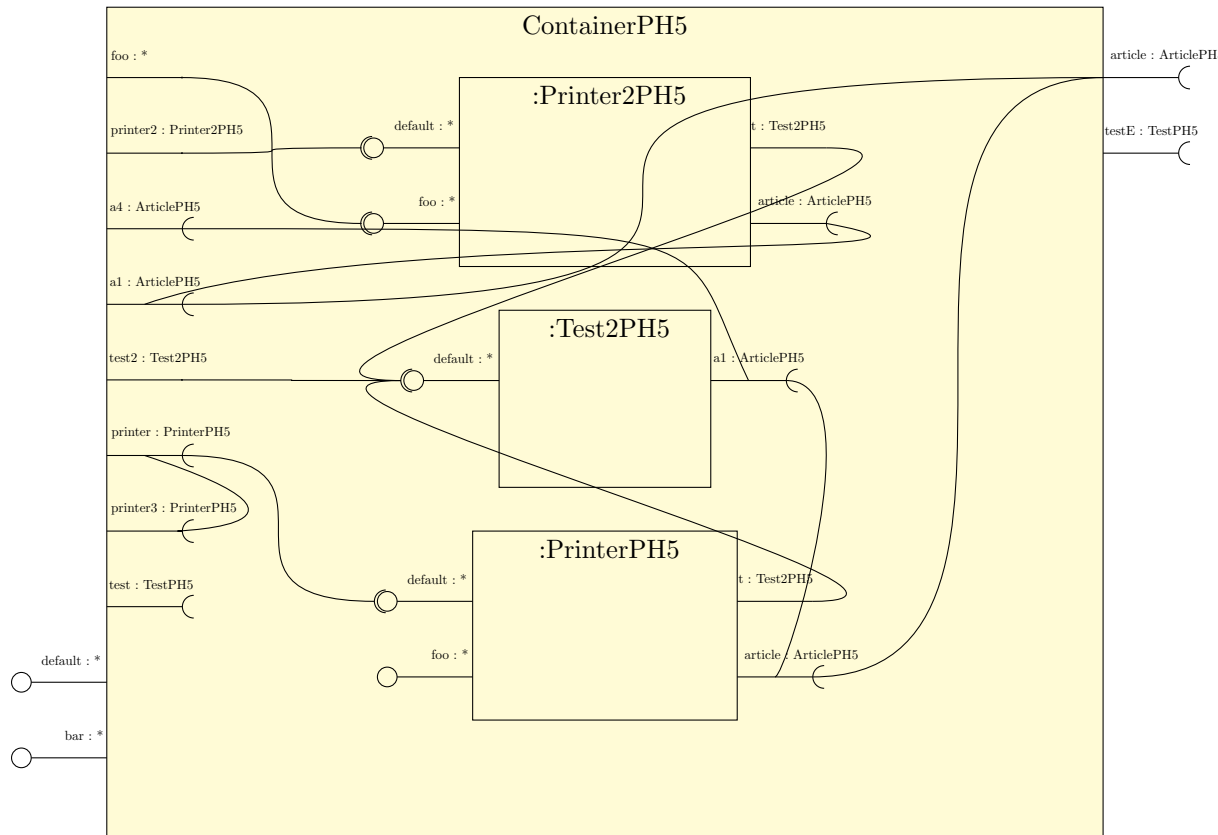 ContainerPH5
foo : *
article : ArticlePH
:Printer2PH5
default : *
t : Test2PH5
printer2 : Printer2PH5
testE : TestPH5
foo : *
article : ArticlePH5
a4 : ArticlePH5
a1 : ArticlePH5
:Test2PH5
test2 : Test2PH5
default : *
a1 : ArticlePH5
printer : PrinterPH5
printer3 : PrinterPH5
:PrinterPH5
test : TestPH5
default : *
t : Test2PH5
foo : *
article : ArticlePH5
default : *
bar : *